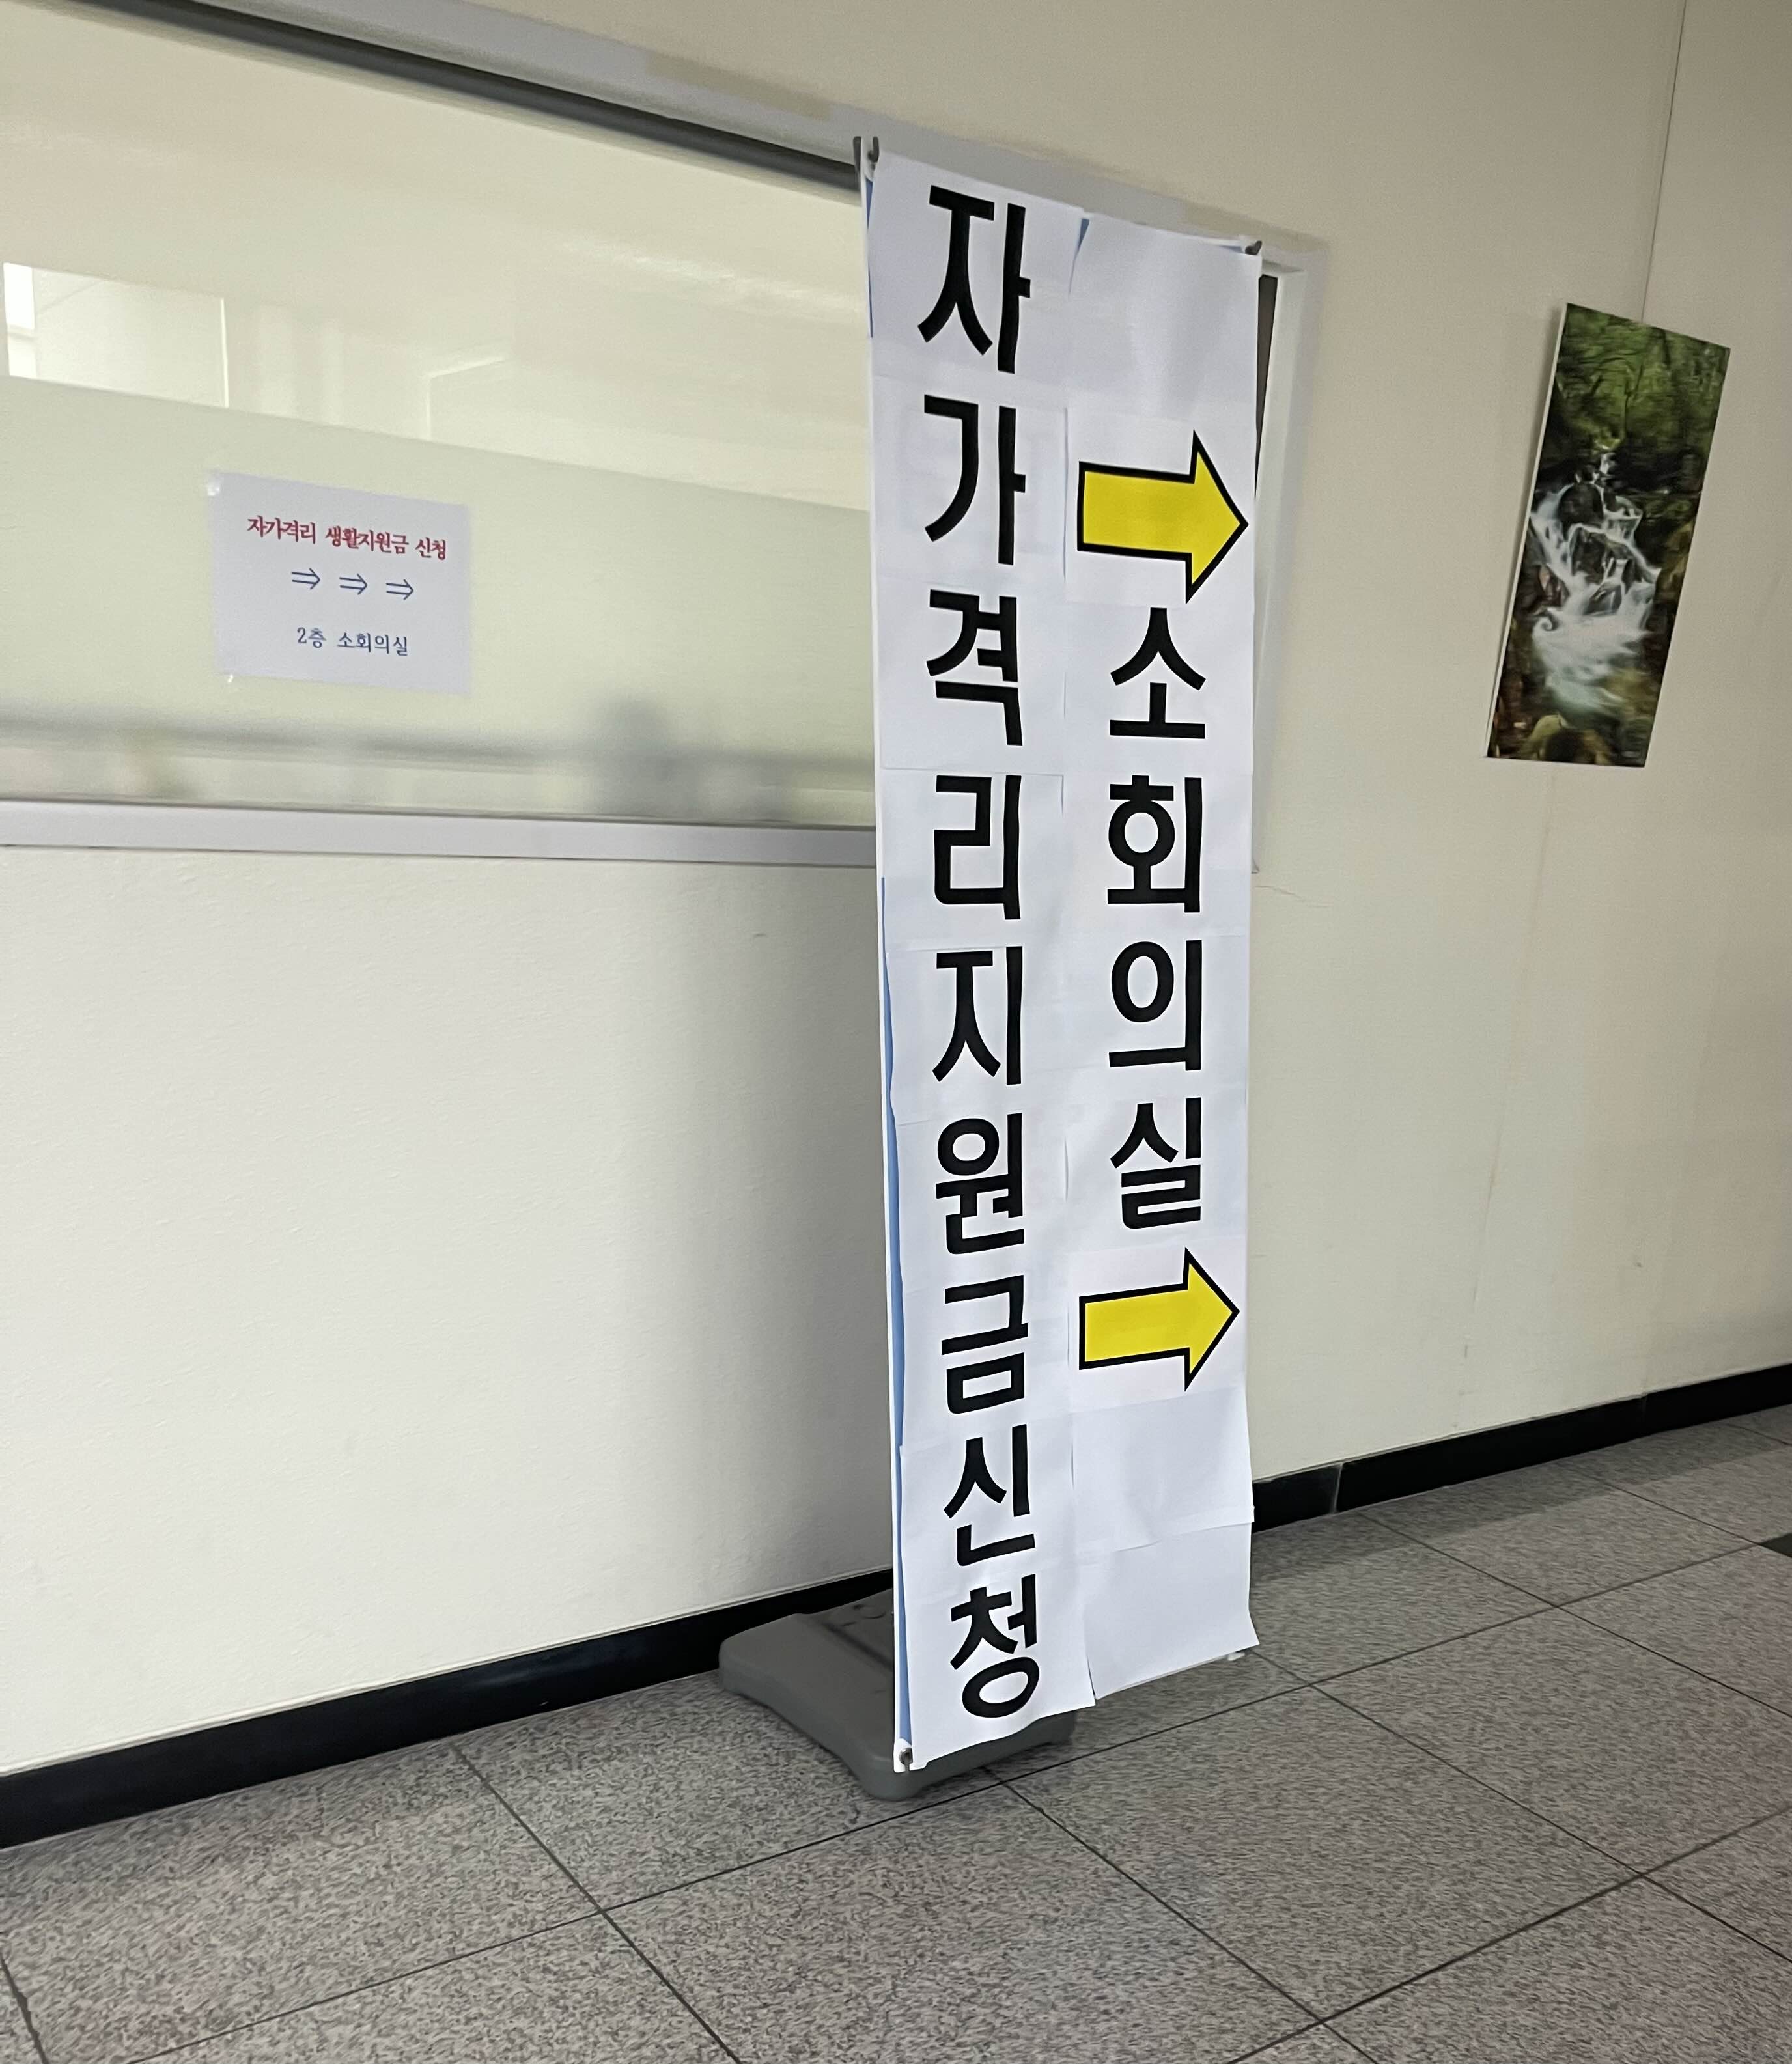 자가격리 생활지원금 신청
⇒ ⇒ ⇒
2층 소회의실
자가격리지원금신청
소회의실